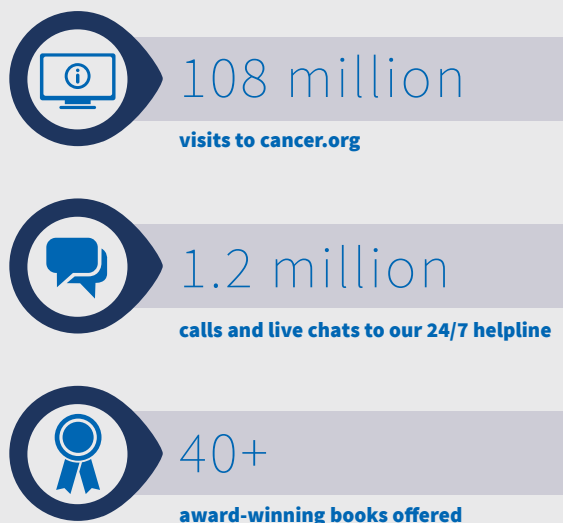 108 million
visits to cancer.org
1.2 million
calls and live chats to our 24/7 helpline
40+
award-winning books offered